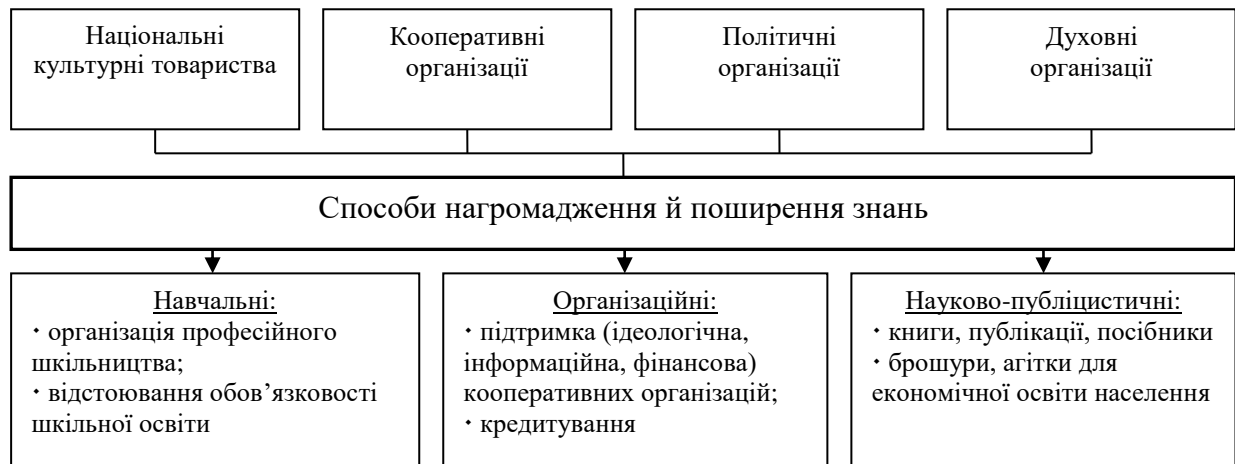 Національні
культурні товариства
Кооперативні
організації
Політичні
організації
Духовні
організації
Способи нагромадження й поширення знань
Навчальні:
· організація професійного
шкільництва;
· відстоювання обов’язковості
шкільної освіти
Організаційні:
· підтримка (ідеологічна,
інформаційна, фінансова)
кооперативних організацій;
· кредитування
Науково-публіцистичні:
· книги, публікації, посібники
· брошури, агітки для
економічної освіти населення